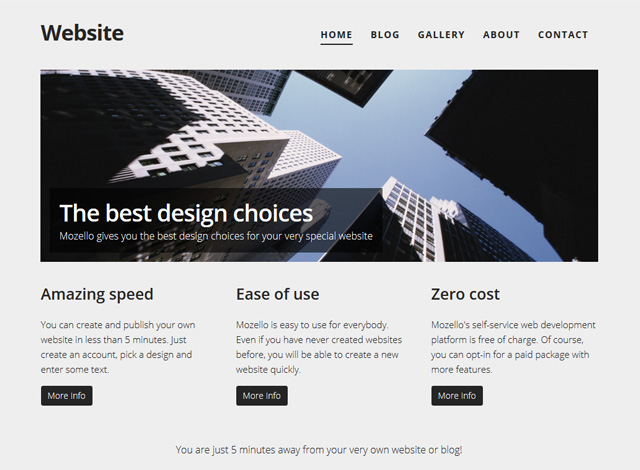 Website
HOME BLOG GALLERY ABOUT CONTACT
The best design choices
Mozello gives you the best design choices for your very special website
Amazing speed
You can create and publish your own
website in less than 5 minutes. Just
create an account, pick a design and
enter some text.
More Info
Ease of use
Mozello is easy to use for everybody.
Even if you have never created websites
before, you will be able to create a new
website quickly.
More Info
Zero cost
Mozello's self-service web development
platform is free of charge. Of course,
you can opt-in for a paid package with
more features.
More Info
You are just 5 minutes away from your very own website or blog!